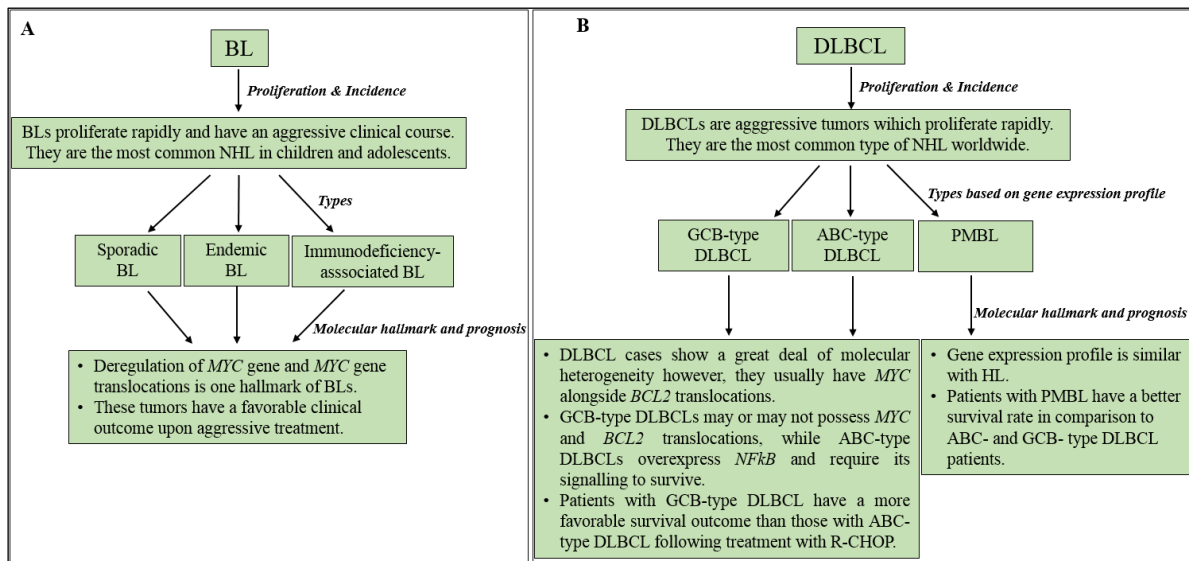 A
BL
Proliferation & Incidence
BLs proliferate rapidly and have an aggressive clinical course.
They are the most common NHL in children and adolescents.
Types
Sporadic
BL
Endemic
BL
Immunodeficiency-
asssociated BL
Molecular hallmark and prognosis
• Deregulation of MYC gene and MYC gene
translocations is one hallmark of BLs.
• These tumors have a favorable clinical
outcome upon aggressive treatment.
B
DLBCL
Proliferation & Incidence
DLBCLs are agggressive tumors wihich proliferate rapidly.
They are the most common type of NHL worldwide.
Types based on gene expression profile
GCB-type
DLBCL
ABC-type
DLBCL
PMBL
Molecular hallmark and prognosis
• DLBCL cases show a great deal of molecular
heterogeneity however, they usually have MYC
alongside BCL2 translocations.
• GCB-type DLBCLs may or may not possess MYC
and BCL2 translocations, while ABC-type
DLBCLs overexpress NFkB and require its
signalling to survive.
• Patients with GCB-type DLBCL have a more
favorable survival outcome than those with ABC-
type DLBCL following treatment with R-CHOP.
• Gene expression profile is similar
with HL.
• Patients with PMBL have a better
survival rate in comparison to
ABC- and GCB- type DLBCL
patients.